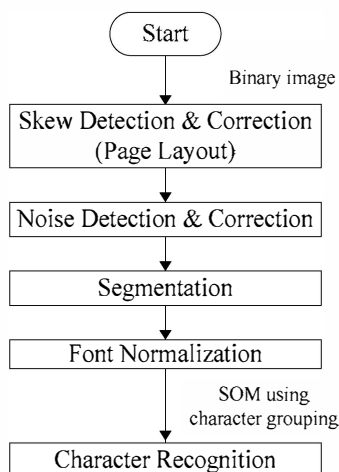 Start
Binary image
Skew Detection & Correction
(Page Layout)
Noise Detection & Correction
Segmentation
Font Normalization
SOM using
character grouping
Character Recognition